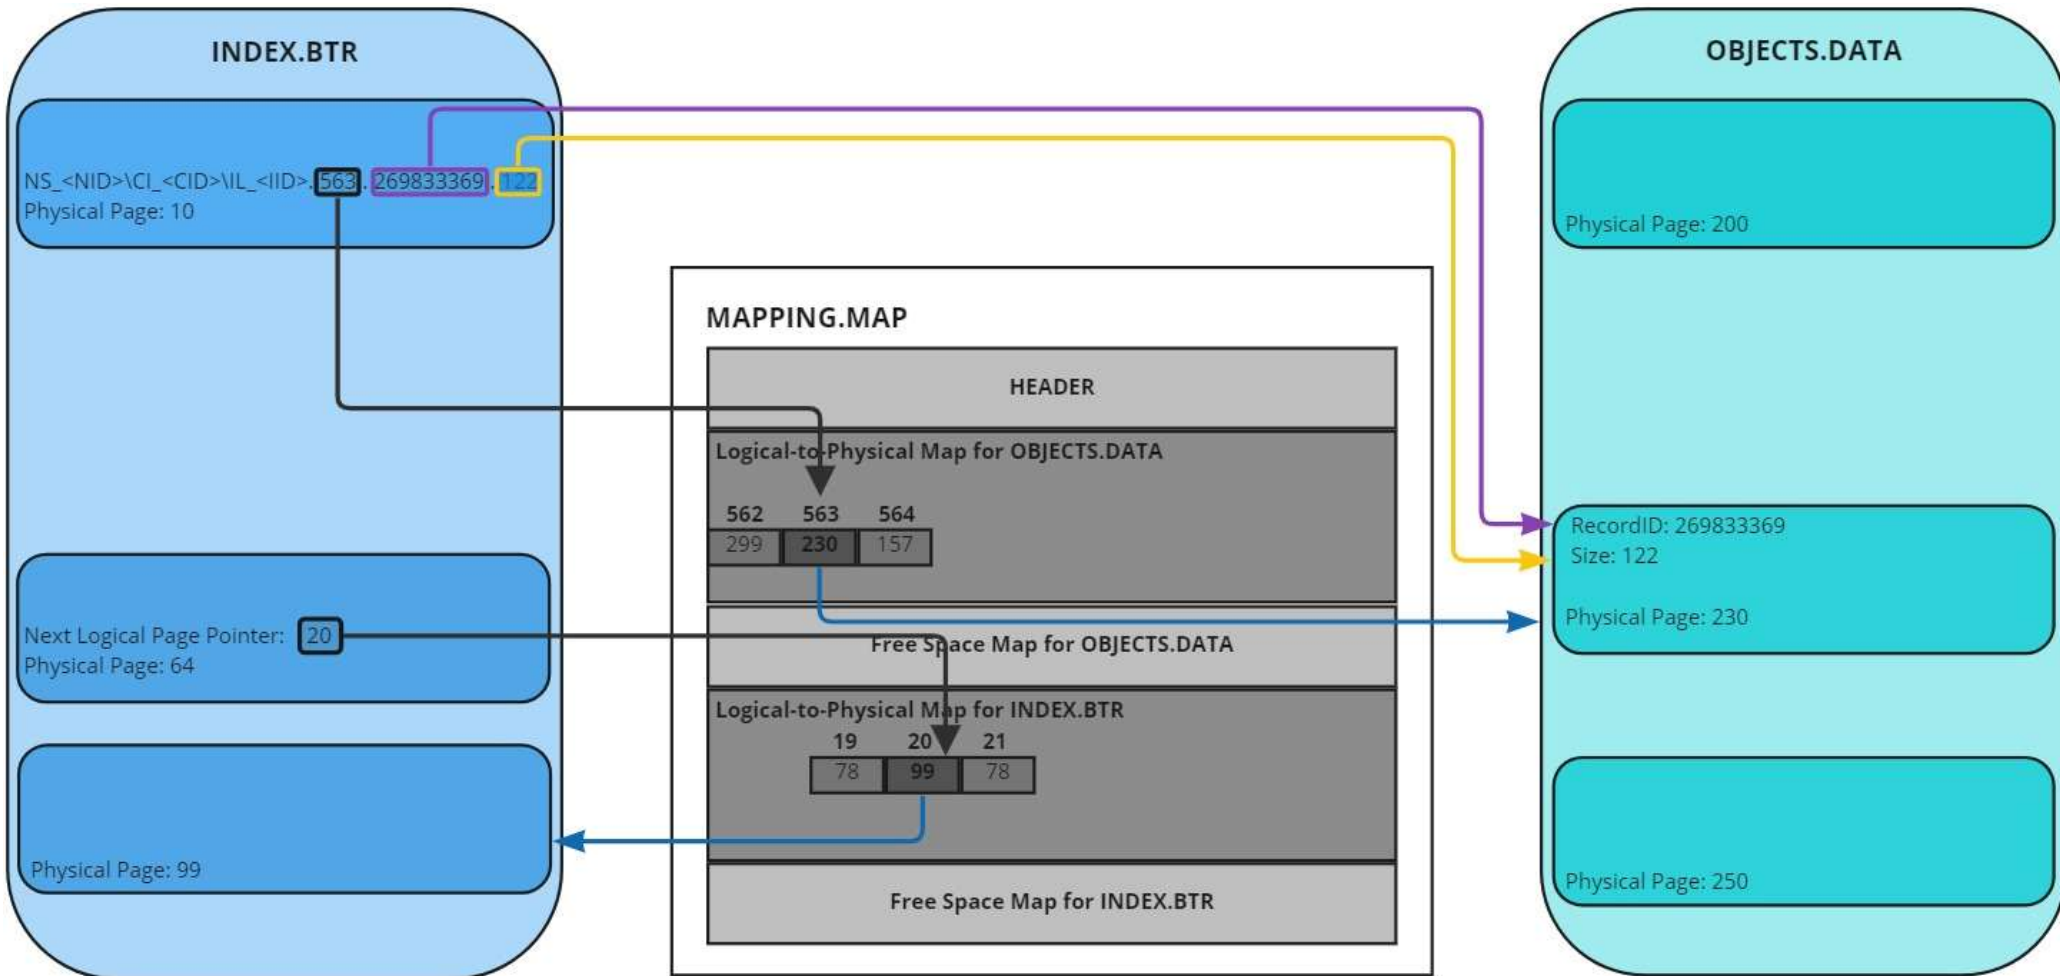 INDEX.BTR
NS_<NID>\CI_<CID>\IL_<IID>.563.269833369.122
Physical Page: 10
Next Logical Page Pointer: 20
Physical Page: 64
Physical Page: 99
MAPPING.MAP
HEADER
Logical-to-Physical Map for OBJECTS.DATA
562 563 564
299 230 157
Free Space Map for OBJECTS.DATA
Logical-to-Physical Map for INDEX.BTR
19 20 21
78 99 78
Free Space Map for INDEX.BTR
OBJECTS.DATA
Physical Page: 200
RecordID: 269833369
Size: 122
Physical Page: 230
Physical Page: 250